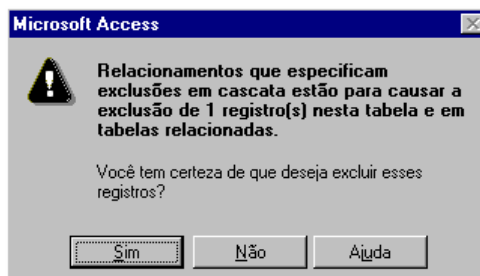 Microsoft Access
Relacionamentos que especificam
exclusões em cascata estão para causar a
exclusão de 1 registro(s) nesta tabela e em
tabelas relacionadas.
Você tem certeza de que deseja excluir esses
registros?
Sim Não Ajuda